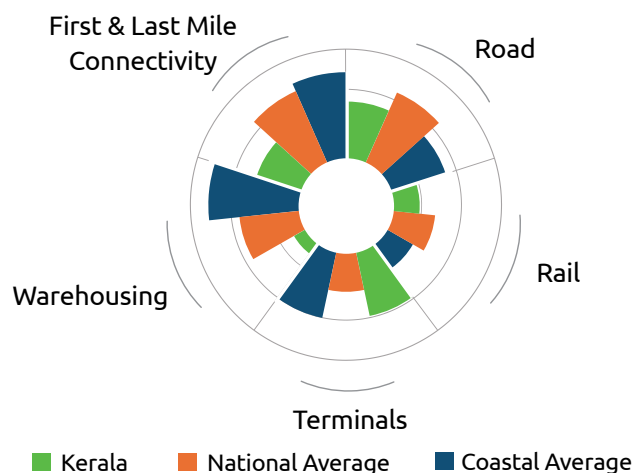 First & Last Mile
Connectivity
Road
Rail
Warehousing
Terminals
Kerala
National Average
Coastal Average